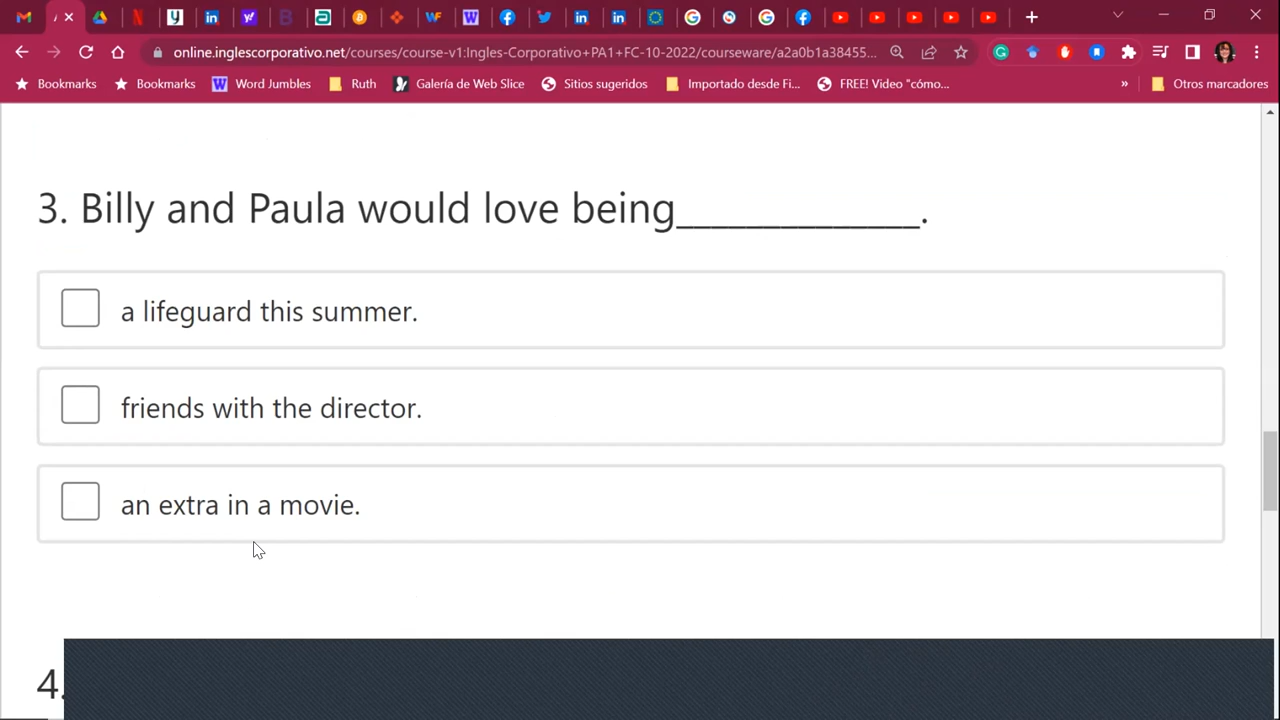 online.inglescorporativo.net/courses/course-v1:Ingles-Corporativo+PA1+FC-10-2022/courseware/a2a0b1a38455...
Bookmarks Bookmarks Word Jumbles Ruth Galería de Web Slice Sitios sugeridos Importado desde Fi... FREE! Video "cómo... » Otros marcadores
3. Billy and Paula would love being______________.
a lifeguard this summer.
friends with the director.
an extra in a movie.
4.